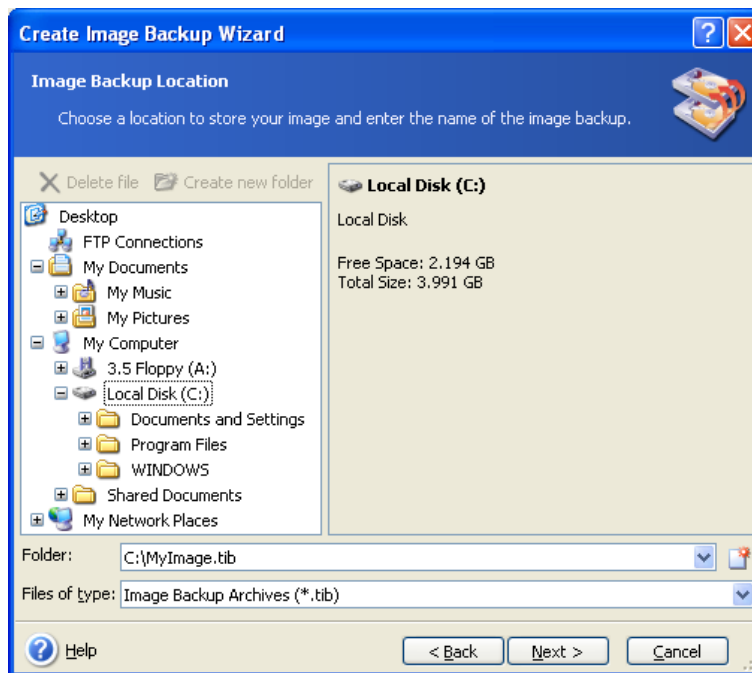 Create Image Backup Wizard
Image Backup Location
Choose a location to store your image and enter the name of the image backup.
Delete file Create new folder
Desktop
FTP Connections
My Documents
My Music
My Pictures
My Computer
3.5 Floppy (A:)
Local Disk (C:)
Documents and Settings
Program Files
WINDOWS
Shared Documents
My Network Places
Local Disk (C:)
Local Disk
Free Space: 2.194 GB
Total Size: 3.991 GB
Folder: C:\MyImage.tib
Files of type: Image Backup Archives (*.tib)
Help < Back Next > Cancel